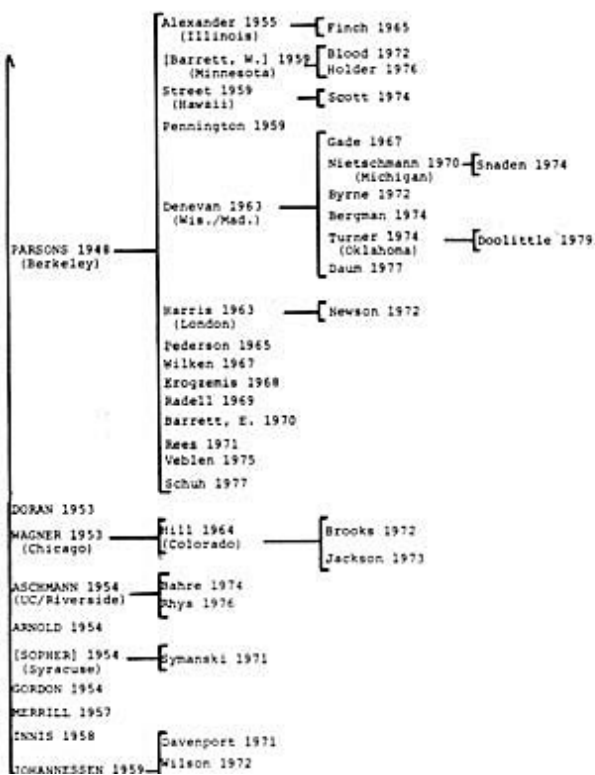 Alexander 1955
(Illinois)
Finch 1965
[Barrett, W.] 1959
(Minnesota)
Blood 1972
Holder 1976
Street 1959
(Hawaii)
Scott 1974
Pennington 1959
Denevan 1963
(Wis./Mad.)
Gade 1967
Nietschmann 1970
(Michigan)
Snaden 1974
Byrne 1972
Bergman 1974
Turner 1974
(Oklahoma)
Doolittle 1979
Daum 1977
PARSONS 1948
(Berkeley)
Harris 1963
(London)
Newson 1972
Pederson 1965
Wilken 1967
Krogzemis 1968
Radell 1969
Barrett, E. 1970
Rees 1971
Veblen 1975
Schuh 1977
DORAN 1953
WAGNER 1953
(Chicago)
Hill 1964
(Colorado)
Brooks 1972
Jackson 1973
ASCHMANN 1954
(UC/Riverside)
Bahre 1974
Rhys 1976
ARNOLD 1954
[SOPHER] 1954
(Syracuse)
Symanski 1971
GORDON 1954
MERRILL 1957
INNIS 1958
JOHANNESSEN 1959
Davenport 1971
Wilson 1972